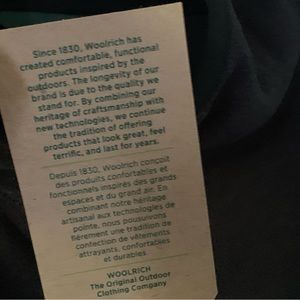 Since 1830, Woolrich has
created comfortable, functional
products inspired by the
outdoors. The longevity of our
brand is due to the quality we
stand for. By combining our
heritage of craftsmanship with
new technologies, we continue
the tradition of offering
products that look great, feel
terrific, and last for years.
Depuis 1830, Woolrich conçoit
des produits confortables et
fonctionnels inspirés des grands
espaces et du grand air. En
combinant notre héritage
artisanal aux technologies de
pointe, nous poursuivons
fièrement une tradition de
confection de vêtements
attrayants, confortables
et durables.
WOOLRICH
The Original Outdoor
Clothing Company